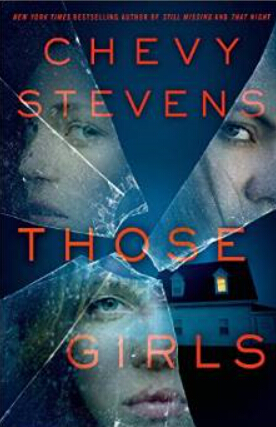 NEW YORK TIMES BESTSELLING AUTHOR OF STILL MISSING AND THAT NIGHT
CHEVY
STEVENS
THOSE
GIRLS